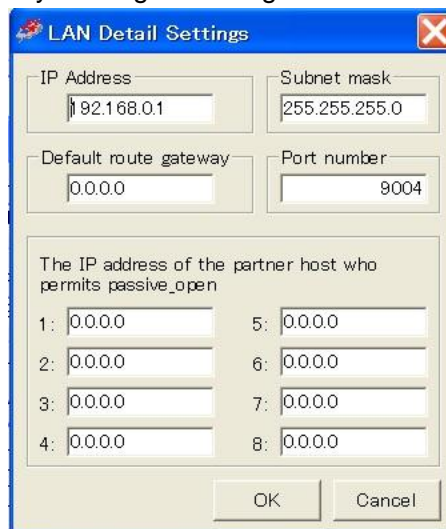 LAN Detail Settings
IP Address
192.168.0.1
Subnet mask
255.255.255.0
Default route gateway
0.0.0.0
Port number
9004
The IP address of the partner host who
permits passive_open
1: 0.0.0.0
5: 0.0.0.0
2: 0.0.0.0
6: 0.0.0.0
3: 0.0.0.0
7: 0.0.0.0
4: 0.0.0.0
8: 0.0.0.0
OK
Cancel